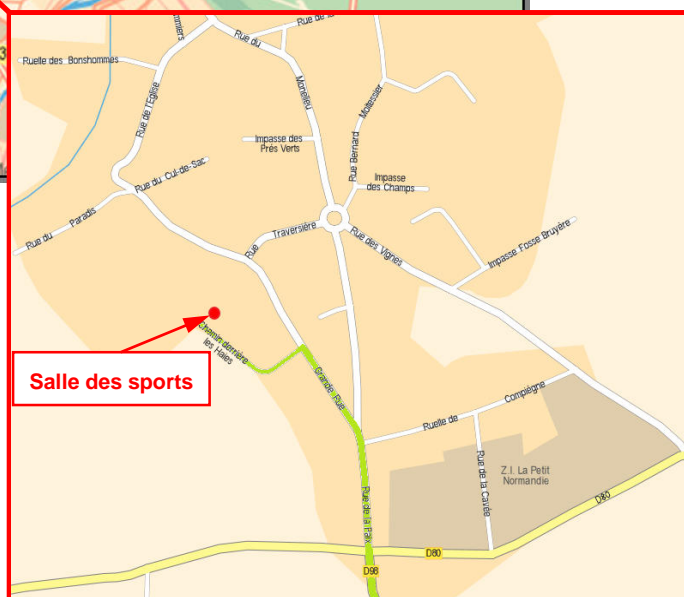 Rue du
Ruelle des Bonshommes
Rue de l'Eglise
Monelieu
Moltessier
Rue Bernard
Impasse des
Prés Verts
Impasse
des Champs
Rue du Cul-de-Sac
Rue du Paradis
Rue Traversière
Rue des Vignes
Impasse Fosse Bruyère
Chemin derrière
les Haies
Salle des sports
Grande Rue
Ruelle de Compiègne
Rue de la Cavée
Z.I. La Petit
Normandie
Rue de la Paix
D80
D80
D98